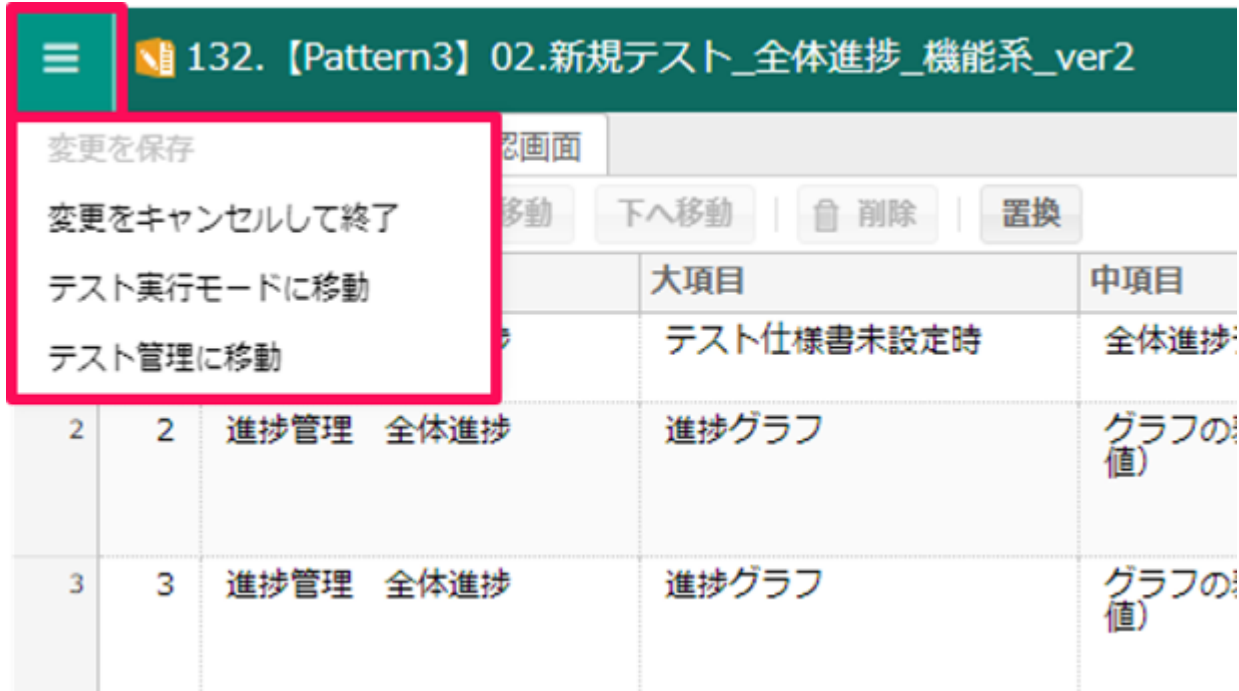 132.【Pattern3】02.新規テスト_全体進捗_機能系_ver2
変更を保存
認画面
変更をキャンセルして終了
移動 下へ移動 削除 置換
テスト実行モードに移動
大項目 中項目
テスト管理に移動
テスト仕様書未設定時 全体進捗
2 2 進捗管理 全体進捗 進捗グラフ グラフの
値)
3 3 進捗管理 全体進捗 進捗グラフ グラフの
値)